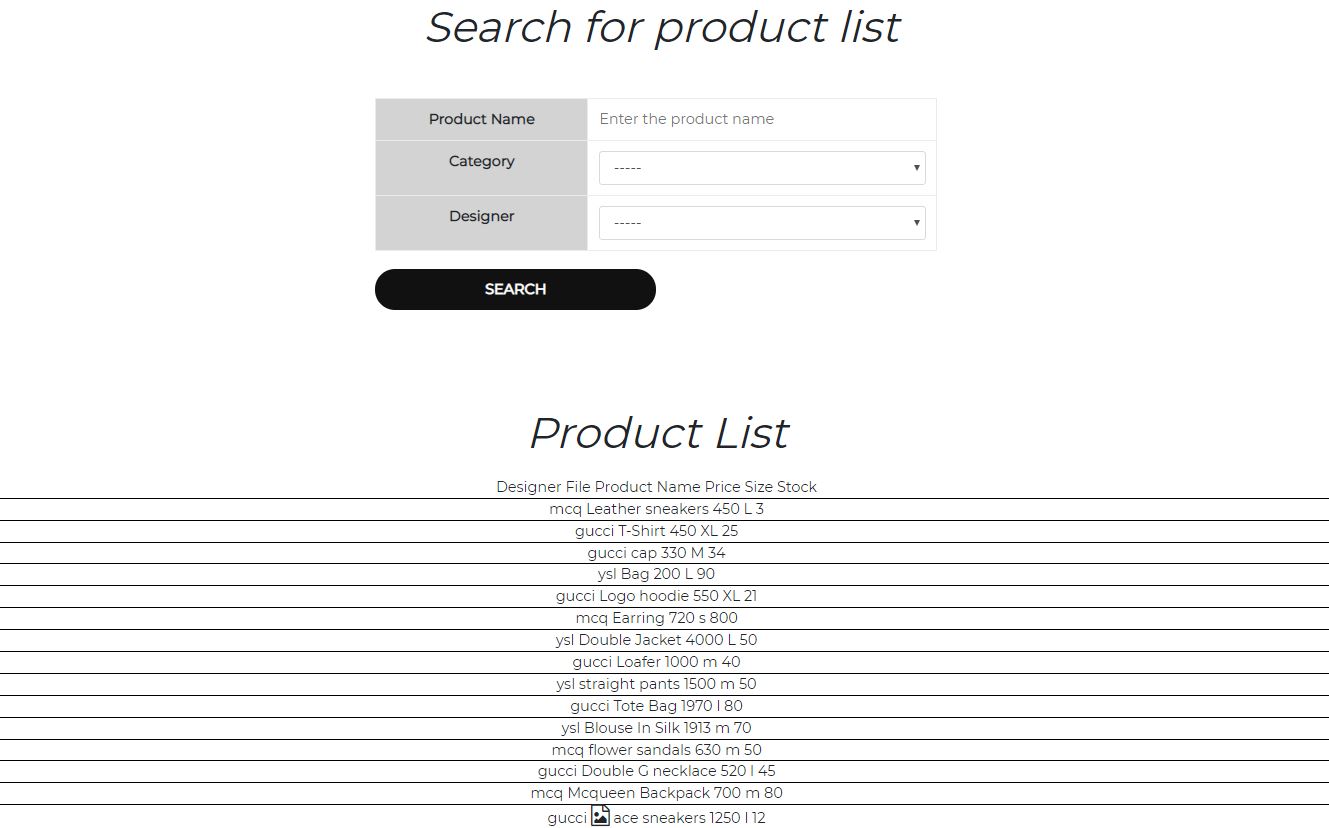 Search for product list
Product Name Enter the product name
Category -----
Designer -----
SEARCH
Product List
Designer File Product Name Price Size Stock
mcq Leather sneakers 450 L 3
gucci T-Shirt 450 XL 25
gucci cap 330 M 34
ysl Bag 200 L 90
gucci Logo hoodie 550 XL 21
mcq Earring 720 s 800
ysl Double Jacket 4000 L 50
gucci Loafer 1000 m 40
ysl straight pants 1500 m 50
gucci Tote Bag 1970 l 80
ysl Blouse In Silk 1913 m 70
mcq flower sandals 630 m 50
gucci Double G necklace 520 l 45
mcq Mcqueen Backpack 700 m 80
gucci ace sneakers 1250 l 12